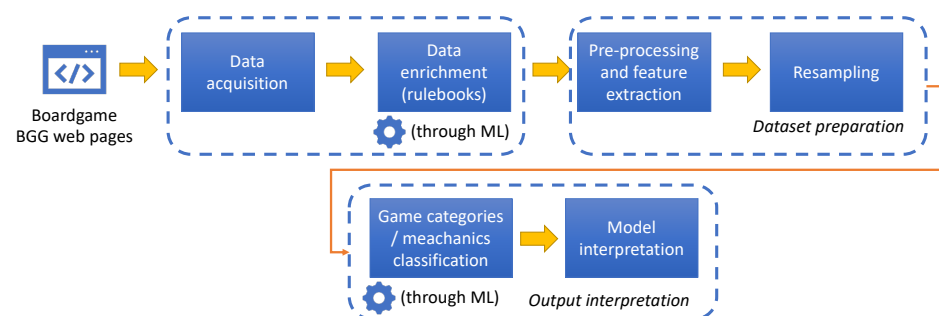 </>
Boardgame
BGG web pages
Data
acquisition
Data
enrichment
(rulebooks)
(through ML)
Pre-processing
and feature
extraction
Resampling
Dataset preparation
Game categories
/ meachanics
classification
(through ML)
Model
interpretation
Output interpretation